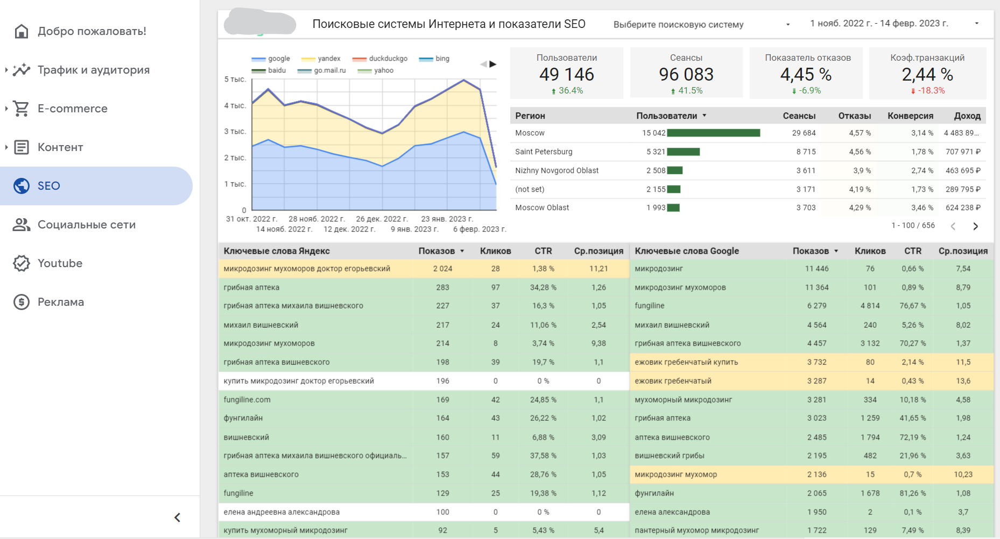 Добро пожаловать!
Трафик и аудитория
E-commerce
Контент
SEO
Социальные сети
Youtube
Реклама
Поисковые системы Интернета и показатели SEO
Выберите поисковую систему
1 нояб. 2022 г. - 14 февр. 2023 г.
google yandex duckduckgo bing
baidu go.mail.ru yahoo
5 тыс.
4 тыс.
3 тыс.
2 тыс.
1 тыс.
0
31 окт. 2022 г. 28 нояб. 2022 г. 26 дек. 2022 г. 23 янв. 2023 г.
14 нояб. 2022 г. 12 дек. 2022 г. 9 янв. 2023 г. 6 февр. 2023 г.
Пользователи
49 146
36.4%
Сеансы
96 083
41.5%
Показатель отказов
4,45 %
-6.9%
Коэф.транзакций
2,44 %
-18.3%
Регион Пользователи Сеансы Отказы Конверсия Доход
Moscow 15 042 29 684 4,57 % 3,14 % 4 483 89...
Saint Petersburg 5 321 8 715 4,56 % 1,78 % 707 971 ₽
Nizhny Novgorod Oblast 2 508 3 611 3,9 % 2,74 % 463 695 ₽
(not set) 2 155 3 171 4,19 % 1,73 % 289 795 ₽
Moscow Oblast 1 993 3 703 4,29 % 3,46 % 624 238 ₽
1 - 100 / 656
Ключевые слова Яндекс Показов Кликов CTR Ср.позиция
микродозинг мухоморов доктор егорьевский 2 024 28 1,38 % 11,21
грибная аптека 283 97 34,28 % 1,26
грибная аптека михаила вишневского 227 37 16,3 % 1,05
михаил вишневский 217 24 11,06 % 2,54
микродозинг мухоморов 214 8 3,74 % 9,38
грибная аптека вишневского 198 39 19,7 % 1,1
купить микродозинг доктор егорьевский 196 0 0 % 0
fungiline.com 169 42 24,85 % 1,1
фунгилайн 164 43 26,22 % 1,02
вишневский 160 11 6,88 % 3,09
грибная аптека михаила вишневского официаль... 157 59 37,58 % 1,03
аптека вишневского 153 44 28,76 % 1,05
fungiline 129 25 19,38 % 1,12
елена андреевна александрова 100 0 0 % 0
купить мухоморный микродозинг 92 5 5,43 % 5,4
Ключевые слова Google Показов Кликов CTR Ср.позиция
микродозинг 11 446 76 0,66 % 7,54
микродозинг мухоморов 11 364 101 0,89 % 8,79
fungiline 6 279 4 814 76,67 % 1,05
михаил вишневский 4 564 240 5,26 % 8,02
грибная аптека вишневского 4 457 3 132 70,27 % 1,37
ежовик гребенчатый купить 3 732 80 2,14 % 11,5
ежовик гребенчатый 3 287 14 0,43 % 13,6
мухоморный микродозинг 3 281 334 10,18 % 4,58
грибная аптека 3 023 1 259 41,65 % 1,98
аптека вишневского 2 485 1 794 72,19 % 1,24
вишневский грибы 2 195 482 21,96 % 3,63
микродозинг мухомор 2 136 15 0,7 % 10,23
фунгилайн 2 065 1 678 81,26 % 1,08
елена александрова 1 950 2 0,1 % 3,7
пантерный мухомор микродозинг 1 722 129 7,49 % 8,39